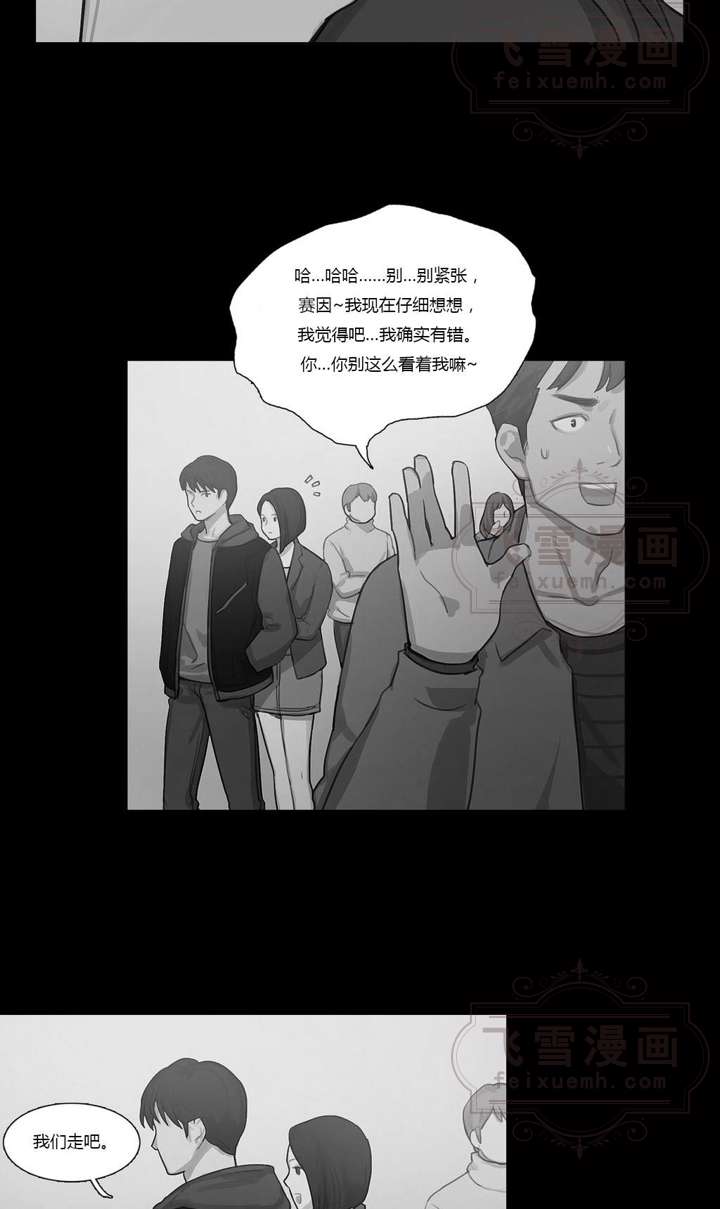 飞雪漫画
feixuemh.com
哈…哈哈……别…别紧张，
赛因~我现在仔细想想，
我觉得吧…我确实有错。
你…你别这么看着我嘛~
飞雪漫画
feixuemh.com
飞雪漫画
feixuemh.com
我们走吧。